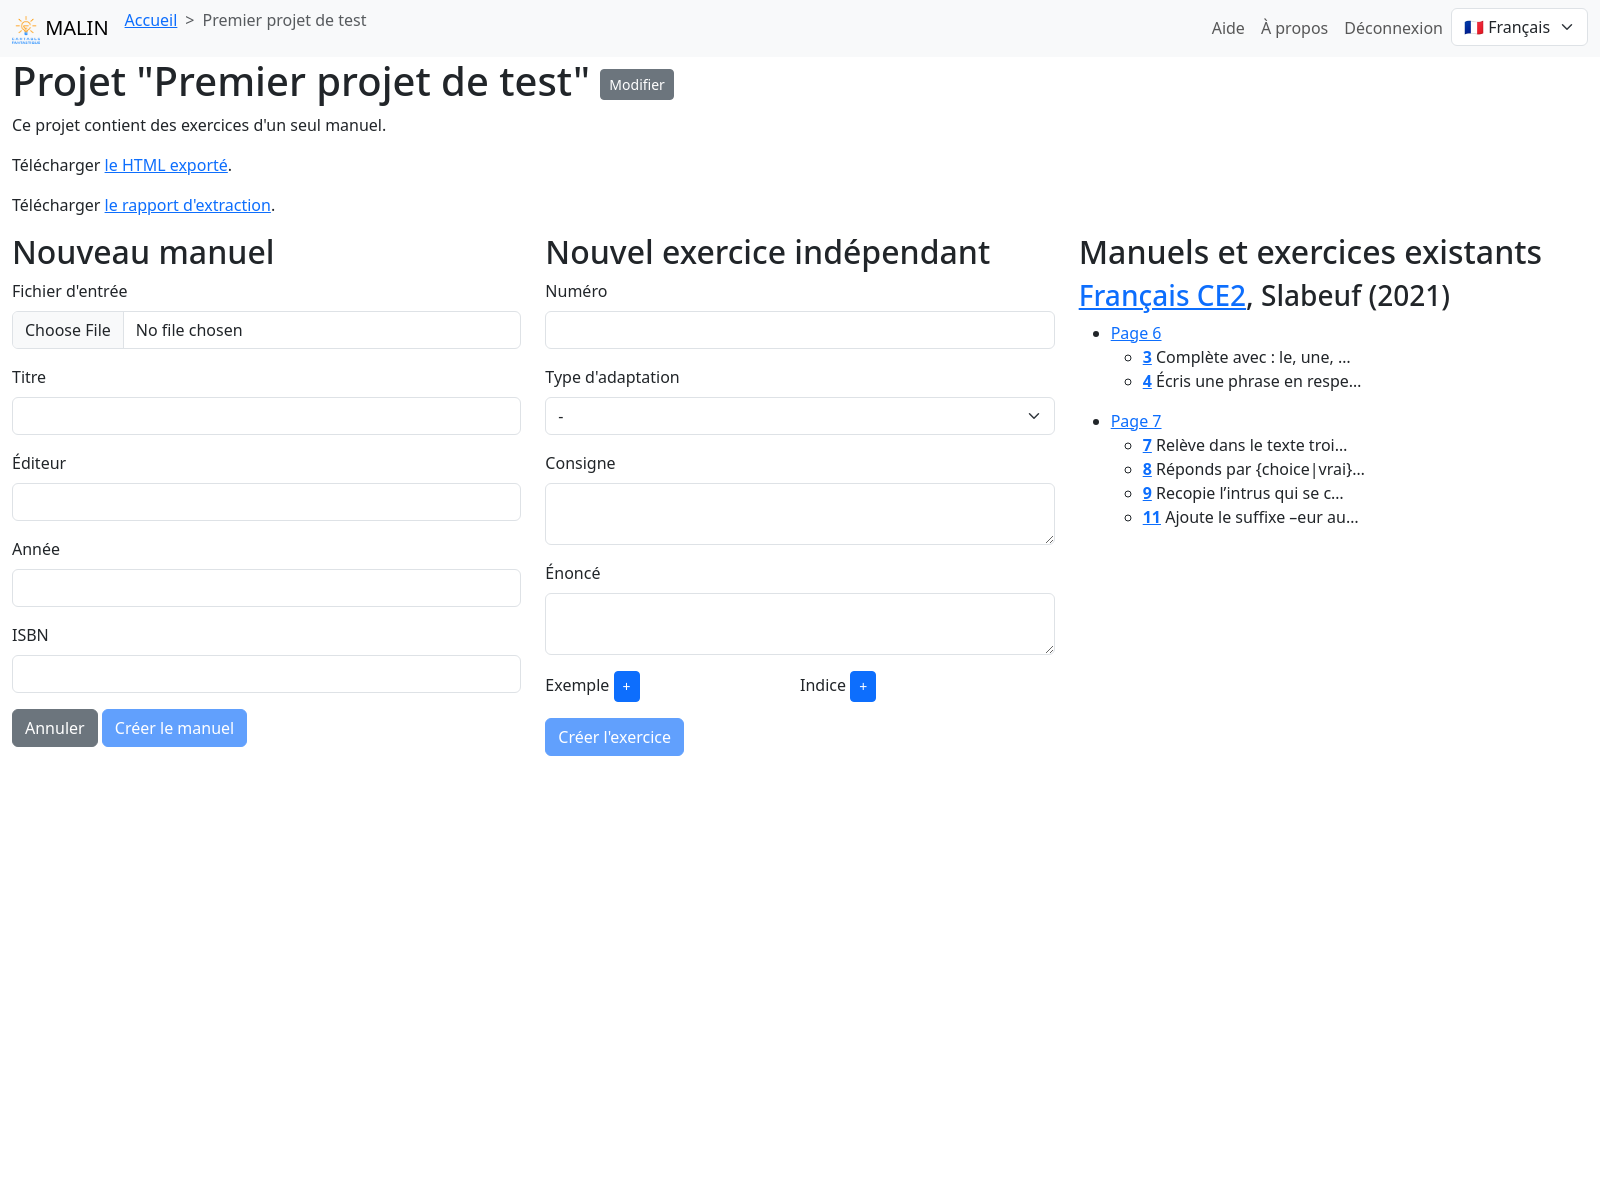 MALIN
Accueil > Premier projet de test
Aide
À propos
Déconnexion
🇫🇷 Français
Projet "Premier projet de test"
Modifier
Ce projet contient des exercices d'un seul manuel.
Télécharger le HTML exporté.
Télécharger le rapport d'extraction.
Nouveau manuel
Fichier d'entrée
Choose File
No file chosen
Titre
Éditeur
Année
ISBN
Annuler
Créer le manuel
Nouvel exercice indépendant
Numéro
Type d'adaptation
-
Consigne
Énoncé
Exemple +
Indice +
Créer l'exercice
Manuels et exercices existants
Français CE2, Slabeuf (2021)
Page 6
3 Complète avec : le, une, ...
4 Écris une phrase en respe...
Page 7
7 Relève dans le texte troi...
8 Réponds par {choice|vrai}...
9 Recopie l’intrus qui se c...
11 Ajoute le suffixe –eur au...